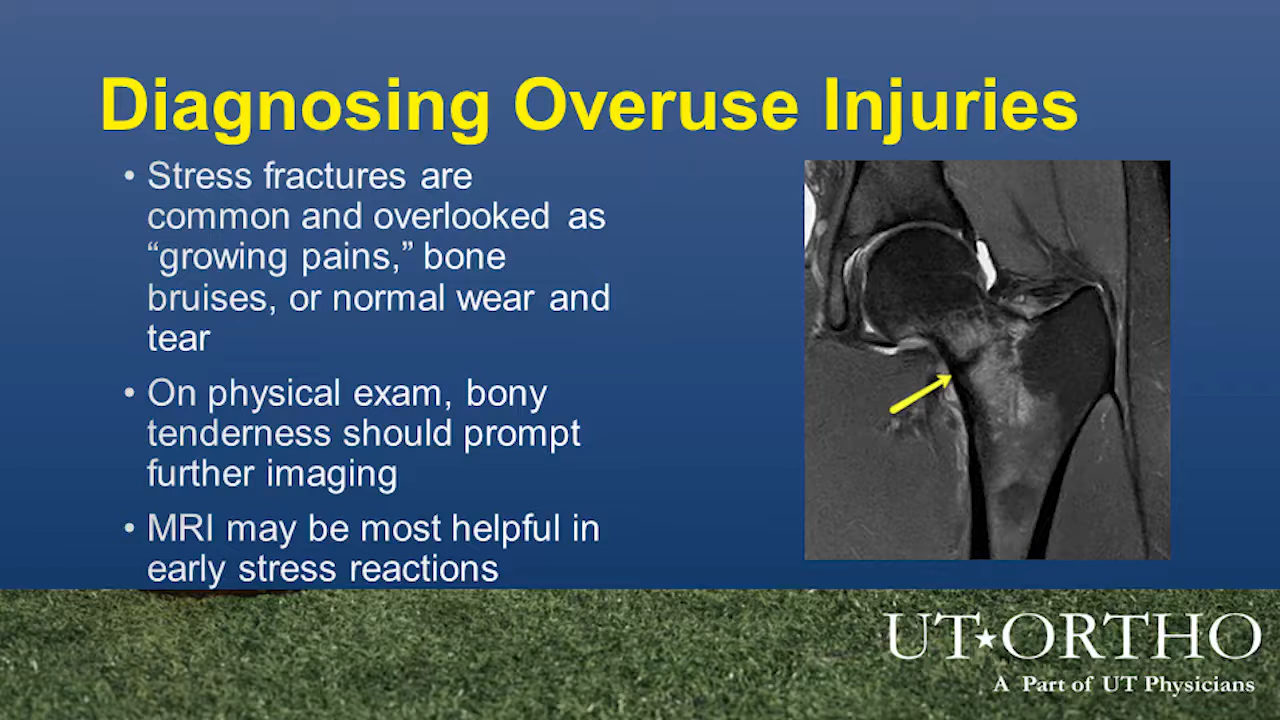 Diagnosing Overuse Injuries
• Stress fractures are
common and overlooked as
“growing pains,” bone
bruises, or normal wear and
tear
• On physical exam, bony
tenderness should prompt
further imaging
• MRI may be most helpful in
early stress reactions
UT★ORTHO
A Part of UT Physicians